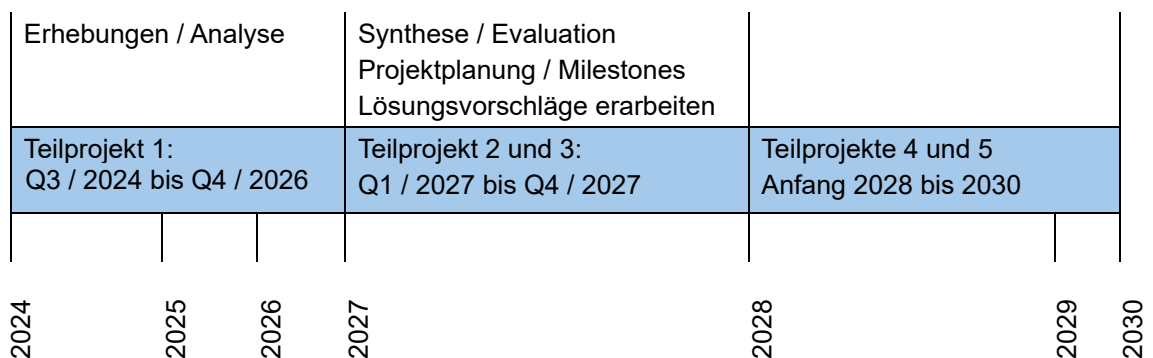 Erhebungen / Analyse
Synthese / Evaluation
Projektplanung / Milestones
Lösungsvorschläge erarbeiten
Teilprojekt 1:
Q3 / 2024 bis Q4 / 2026
Teilprojekt 2 und 3:
Q1 / 2027 bis Q4 / 2027
Teilprojekte 4 und 5
Anfang 2028 bis 2030
2024
2025
2026
2027
2028
2029
2030